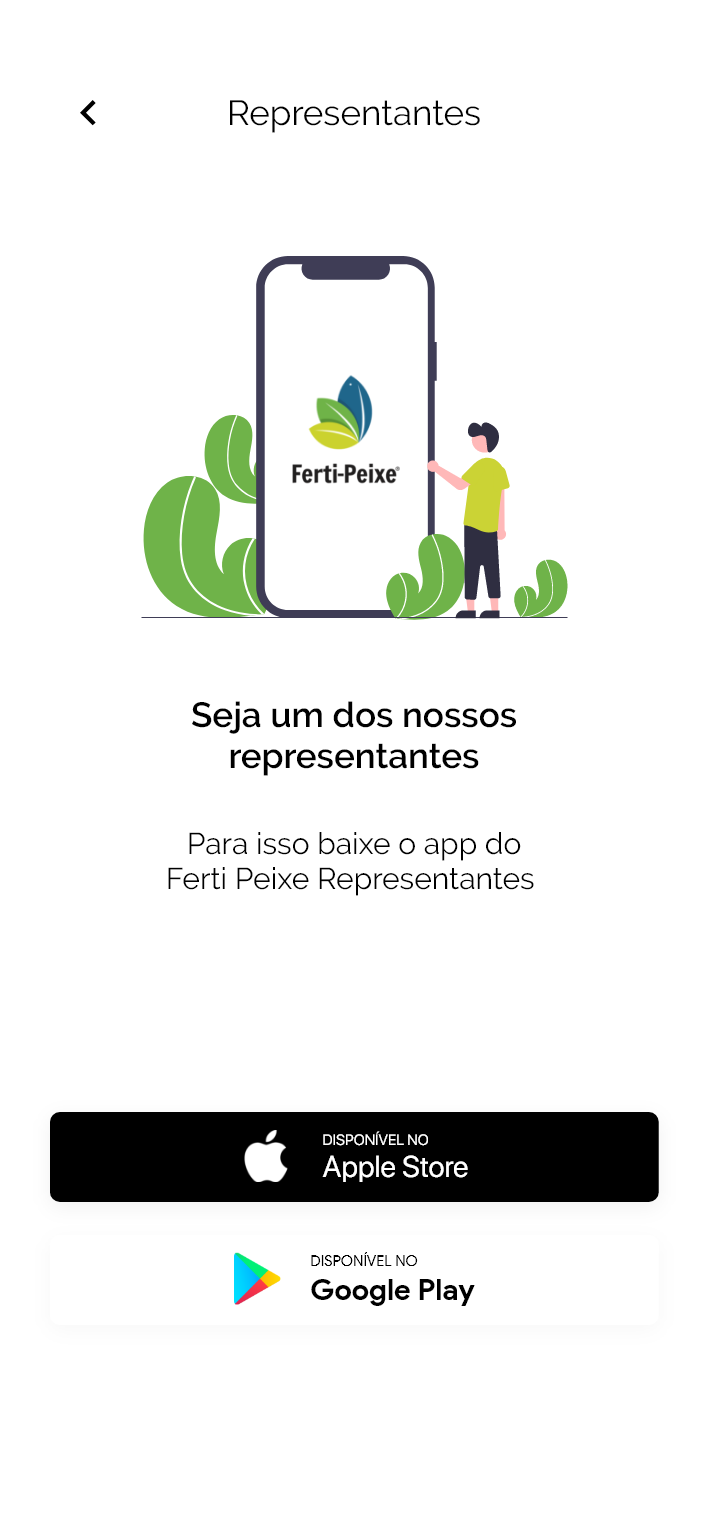 Representantes
Ferti-Peixe®
Seja um dos nossos
representantes
Para isso baixe o app do
Ferti Peixe Representantes
DISPONÍVEL NO
Apple Store
DISPONÍVEL NO
Google Play